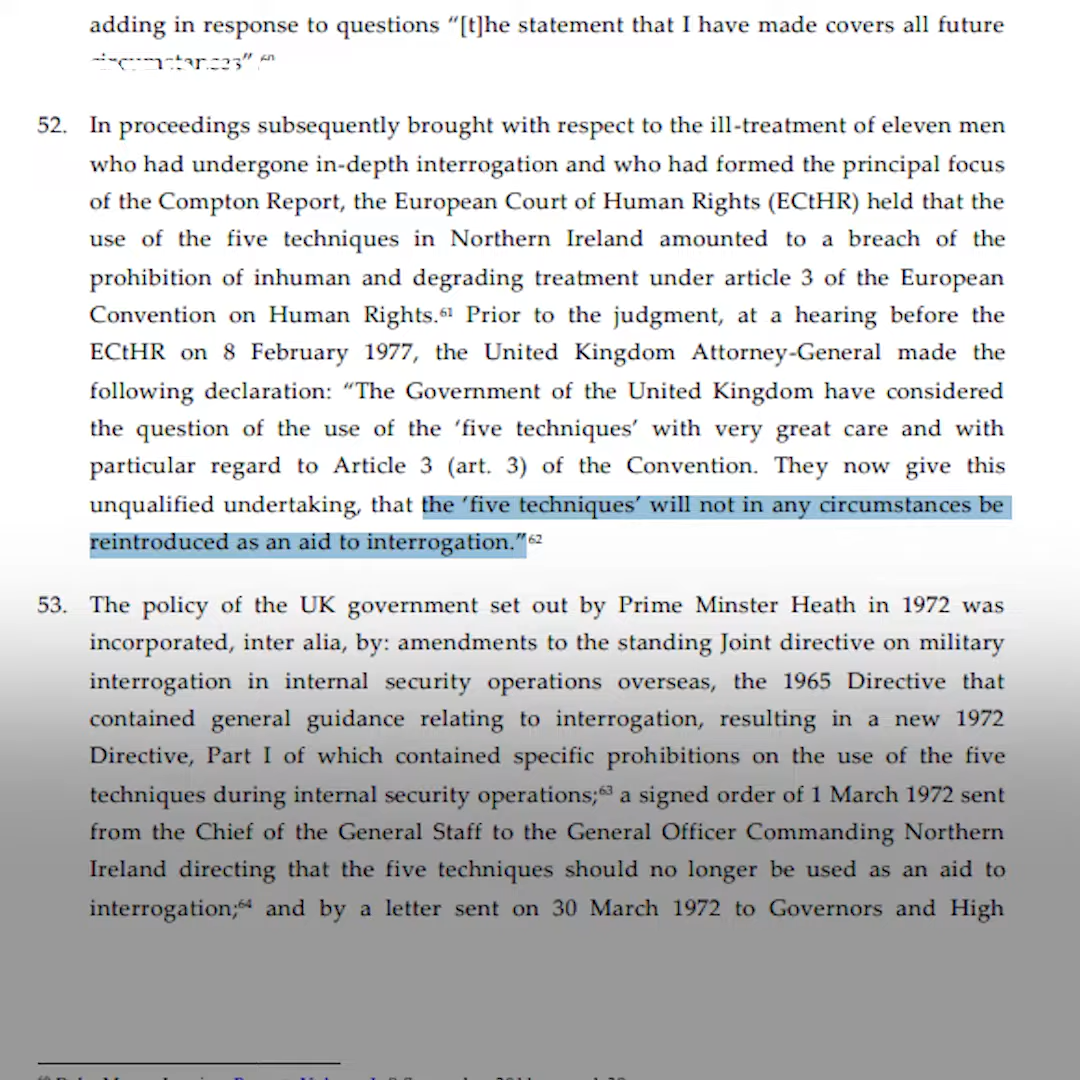 adding in response to questions “[t]he statement that I have made covers all future
52. In proceedings subsequently brought with respect to the ill-treatment of eleven men
who had undergone in-depth interrogation and who had formed the principal focus
of the Compton Report, the European Court of Human Rights (ECtHR) held that the
use of the five techniques in Northern Ireland amounted to a breach of the
prohibition of inhuman and degrading treatment under article 3 of the European
Convention on Human Rights.⁶¹ Prior to the judgment, at a hearing before the
ECtHR on 8 February 1977, the United Kingdom Attorney-General made the
following declaration: “The Government of the United Kingdom have considered
the question of the use of the ‘five techniques’ with very great care and with
particular regard to Article 3 (art. 3) of the Convention. They now give this
unqualified undertaking, that the ‘five techniques’ will not in any circumstances be
reintroduced as an aid to interrogation.”⁶²
53. The policy of the UK government set out by Prime Minster Heath in 1972 was
incorporated, inter alia, by: amendments to the standing Joint directive on military
interrogation in internal security operations overseas, the 1965 Directive that
contained general guidance relating to interrogation, resulting in a new 1972
Directive, Part I of which contained specific prohibitions on the use of the five
techniques during internal security operations;⁶³ a signed order of 1 March 1972 sent
from the Chief of the General Staff to the General Officer Commanding Northern
Ireland directing that the five techniques should no longer be used as an aid to
interrogation;⁶⁴ and by a letter sent on 30 March 1972 to Governors and High